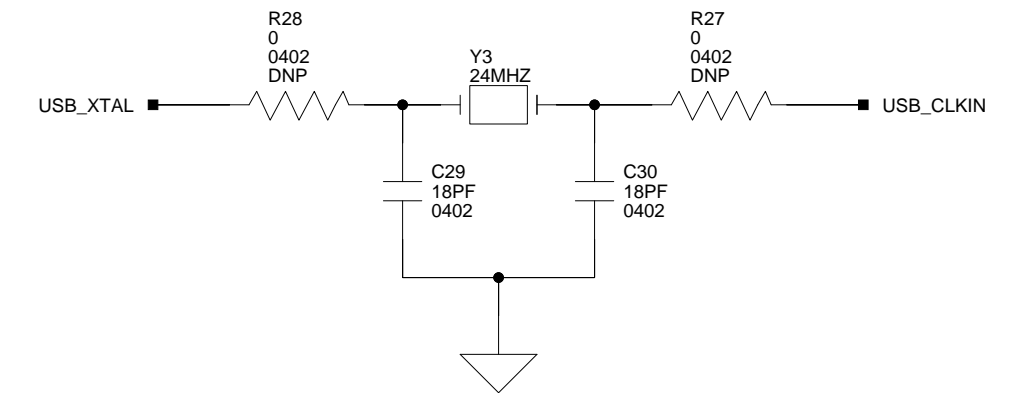 R28
0
0402
DNP
Y3
24MHZ
R27
0
0402
DNP
USB_XTAL
USB_CLKIN
C29
18PF
0402
C30
18PF
0402